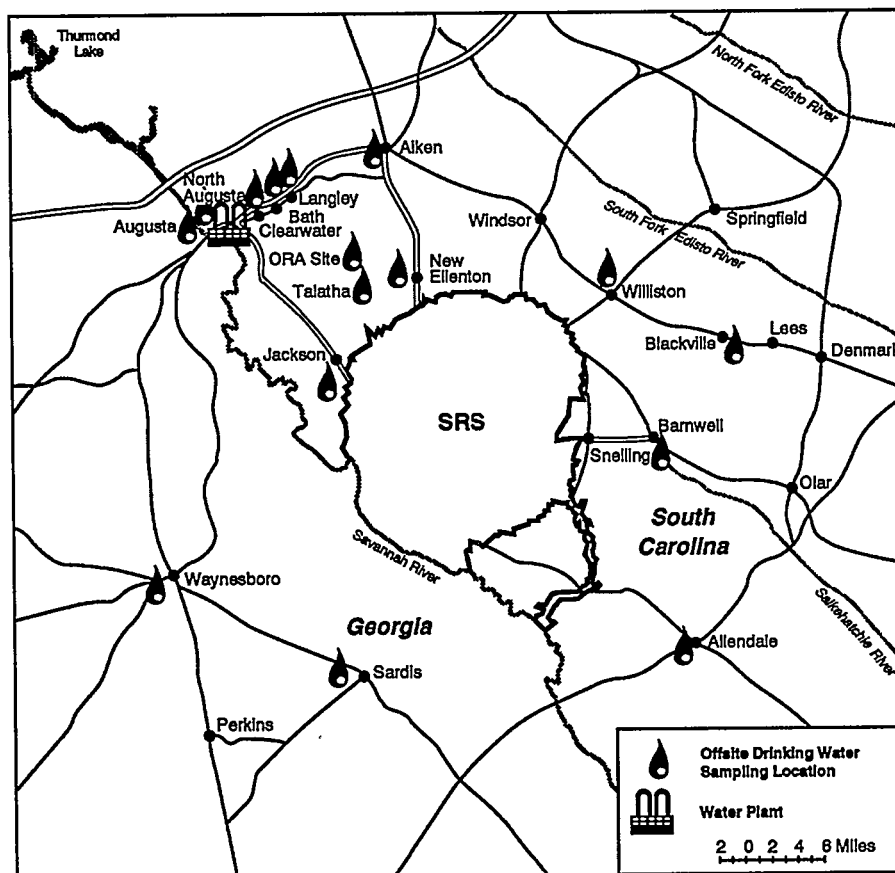 Thurmond
Lake
North Fork Edisto River
Aiken
North
Augusta
Langley
Bath
Augusta
Clearwater
Windsor
Springfield
South Fork Edisto River
ORA Site
New
Ellenton
Talatha
Williston
Jackson
Blackville
Lees
Denmark
SRS
Barnwell
Snelling
Olar
South
Carolina
Savannah River
Waynesboro
Georgia
Salkehatchie River
Allendale
Sardis
Perkins
Offsite Drinking Water
Sampling Location
Water Plant
2 0 2 4 6 Miles